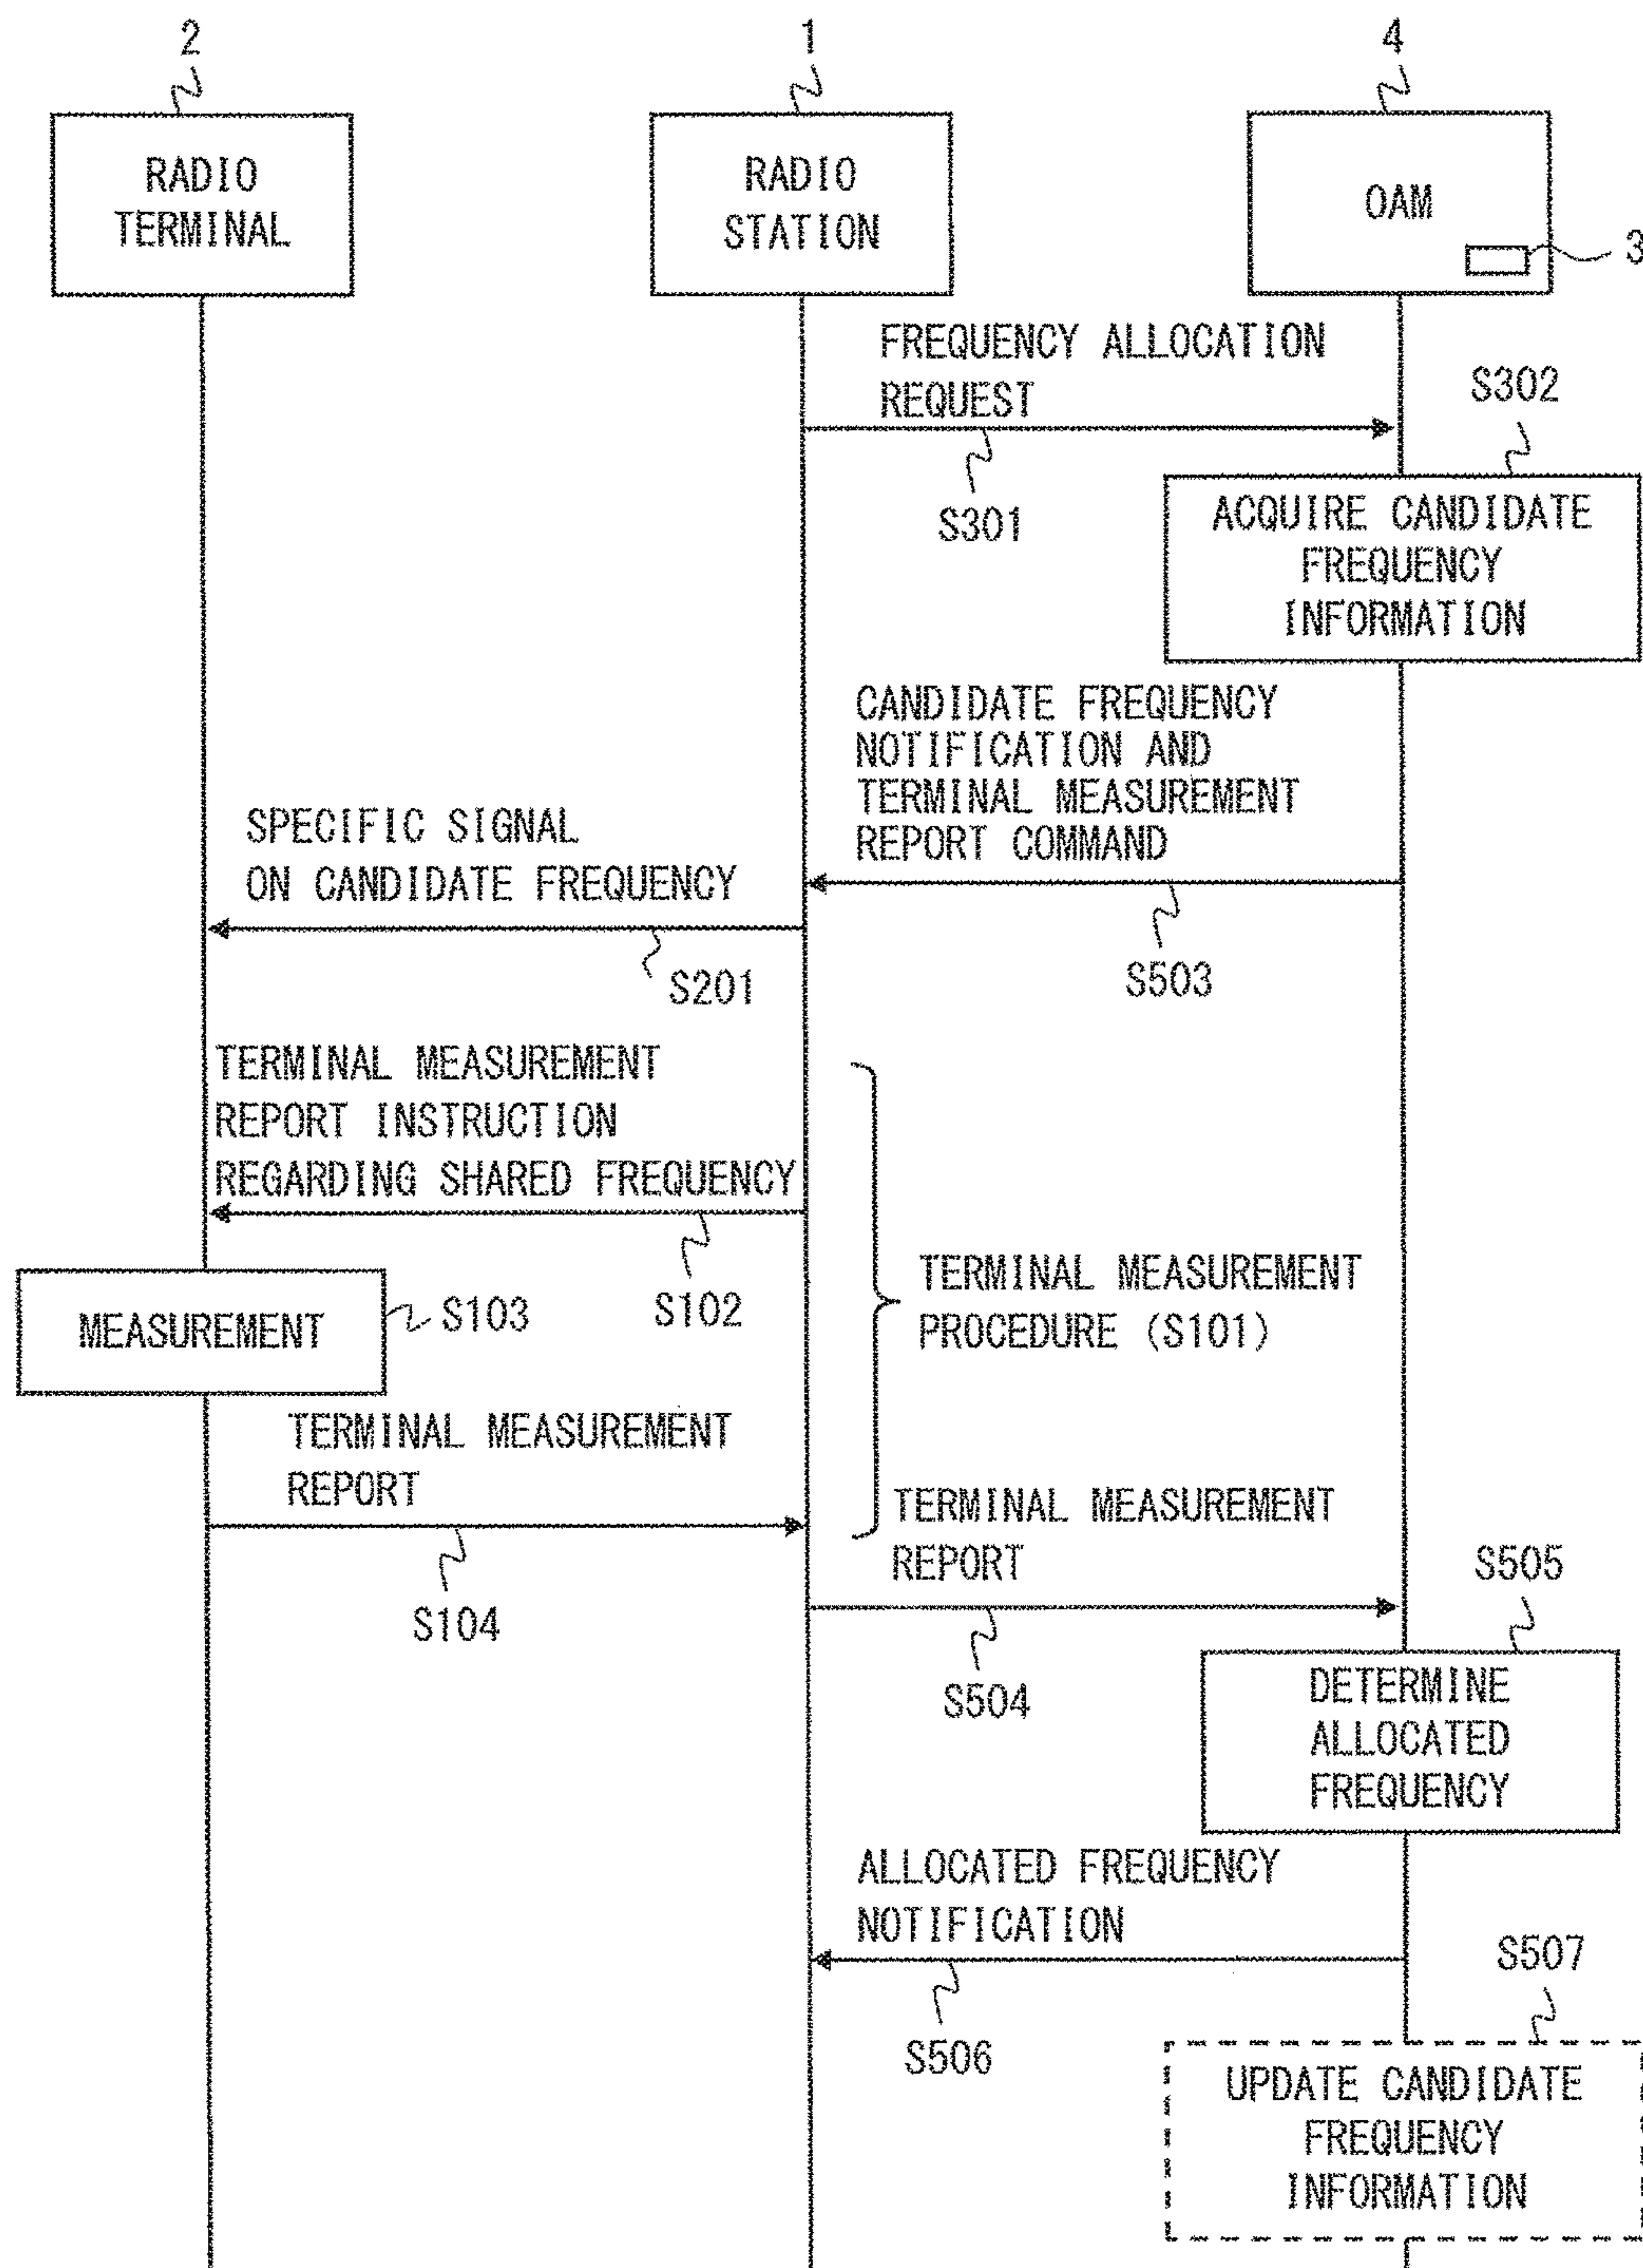 2
1
4
RADIO
TERMINAL
RADIO
STATION
OAM
3
FREQUENCY ALLOCATION
REQUEST
S301
S302
ACQUIRE CANDIDATE
FREQUENCY
INFORMATION
CANDIDATE FREQUENCY
NOTIFICATION AND
TERMINAL MEASUREMENT
REPORT COMMAND
S503
SPECIFIC SIGNAL
ON CANDIDATE FREQUENCY
S201
TERMINAL MEASUREMENT
REPORT INSTRUCTION
REGARDING SHARED FREQUENCY
S102
TERMINAL MEASUREMENT
PROCEDURE (S101)
MEASUREMENT
S103
TERMINAL MEASUREMENT
REPORT
S104
TERMINAL MEASUREMENT
REPORT
S504
S505
DETERMINE
ALLOCATED
FREQUENCY
ALLOCATED FREQUENCY
NOTIFICATION
S506
S507
UPDATE CANDIDATE
FREQUENCY
INFORMATION